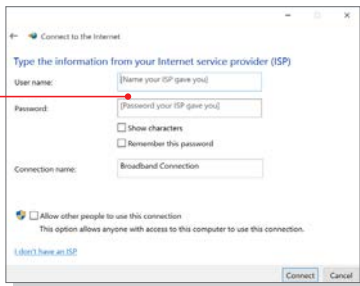 Connect to the Internet
Type the information from your Internet service provider (ISP)
User name: [Name your ISP gave you]
Password: [Password your ISP gave you]
Show characters
Remember this password
Connection name: Broadband Connection
Allow other people to use this connection
This option allows anyone with access to this computer to use this connection.
I don't have an ISP
Connect Cancel